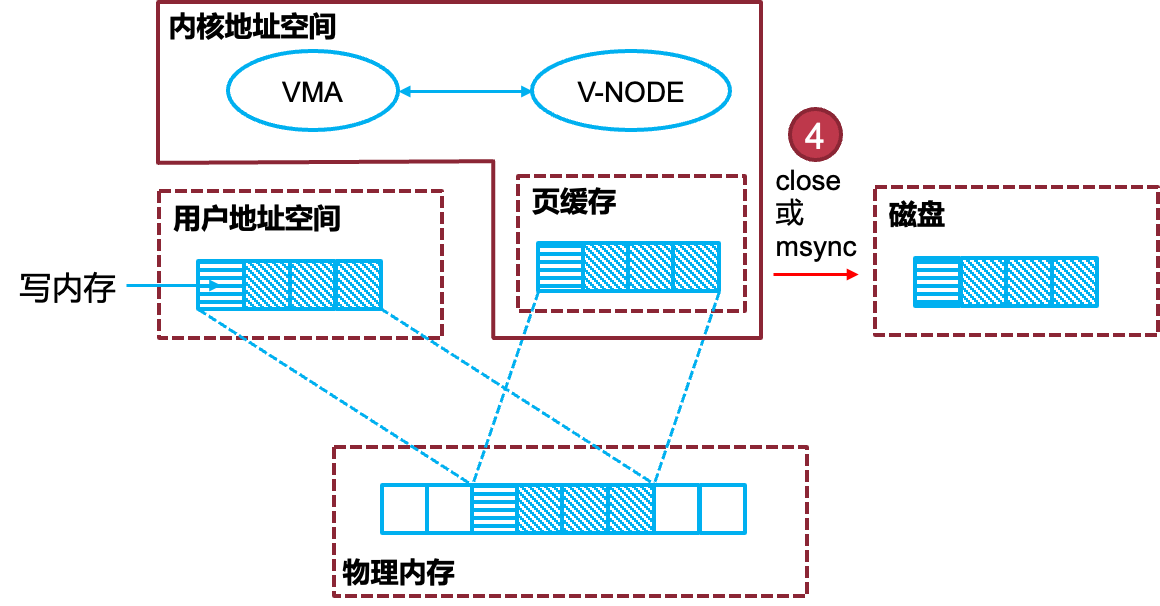 内核地址空间
VMA
V-NODE
4
close
或
msync
用户地址空间
页缓存
磁盘
写内存
物理内存